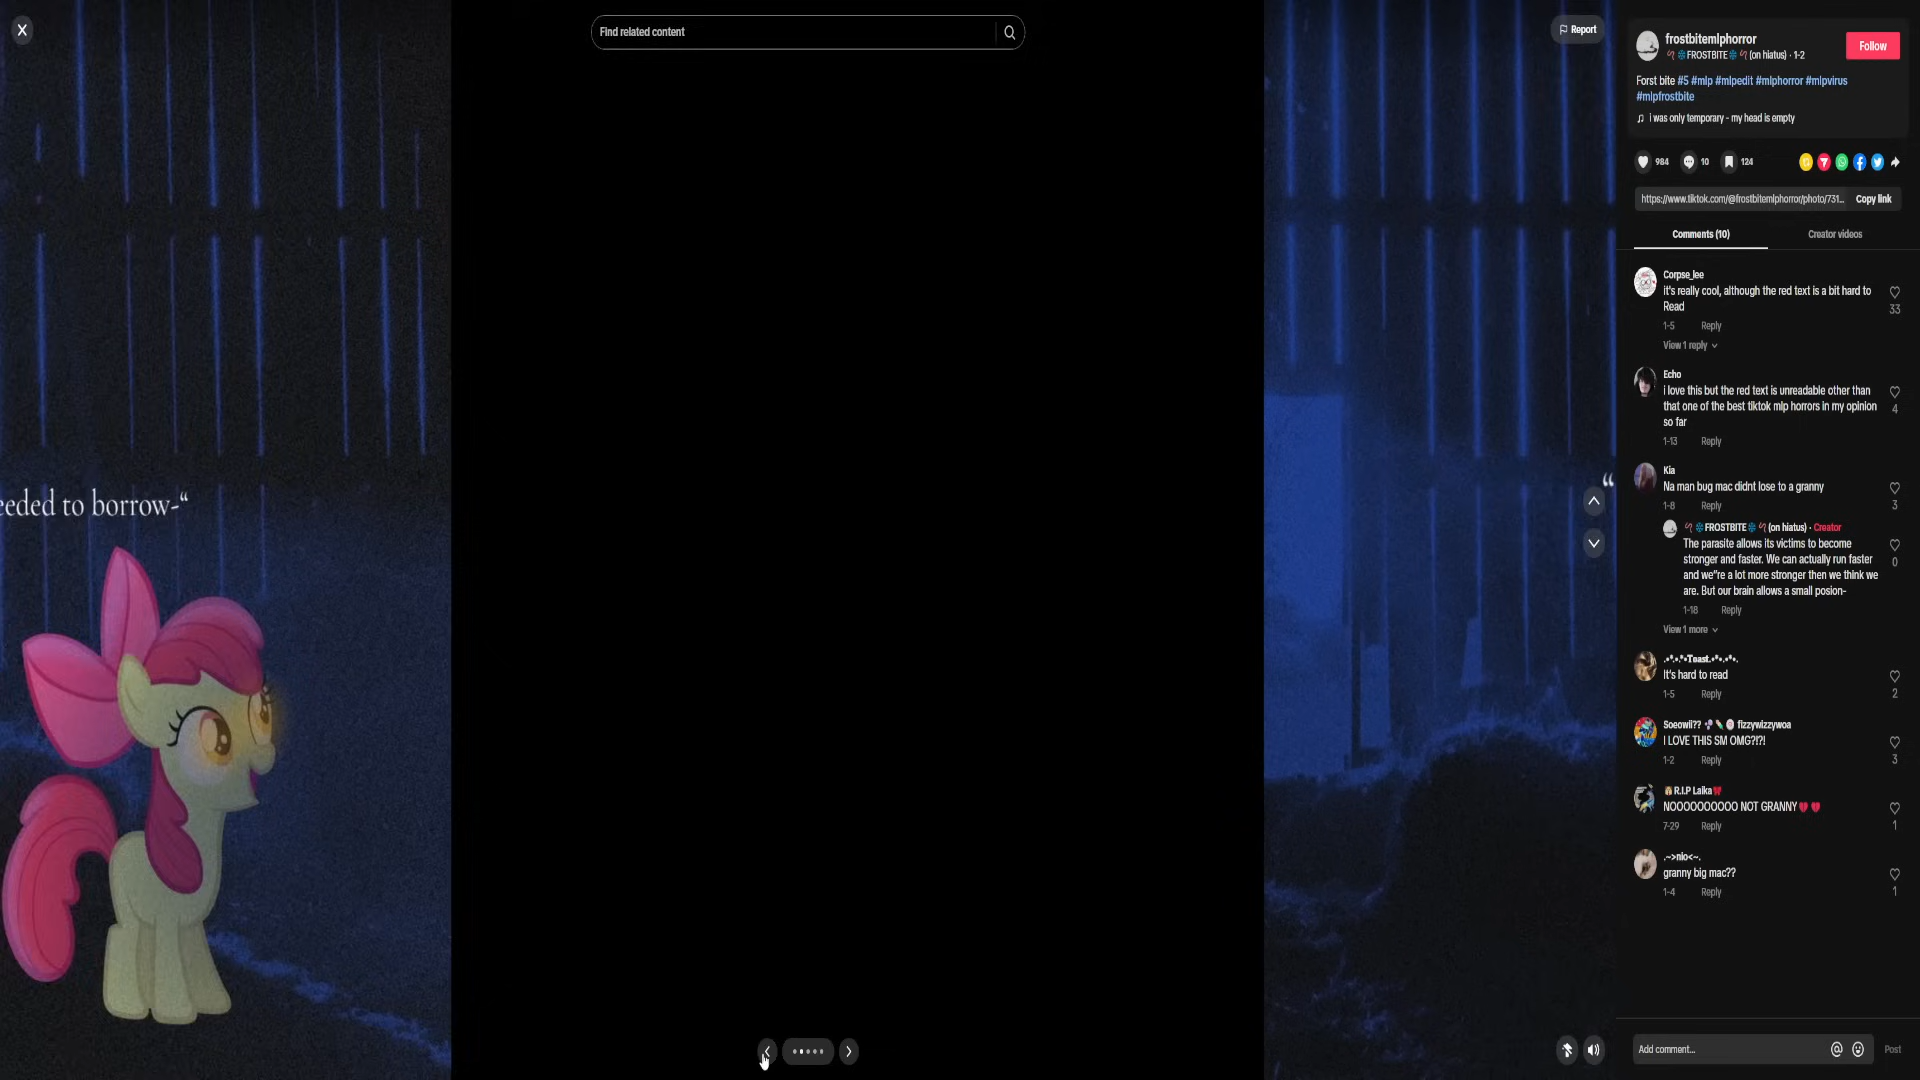 Find related content
Report
frostbitemlphorror
FROSTBITE (on hiatus) · 1-2
Follow
Forst bite #5 #mlp #mlpedit #mlphorror #mlpvirus
#mlpfrostbite
i was only temporary - my head is empty
984
10
124
https://www.tiktok.com/@frostbitemlphorror/photo/731...
Copy link
Comments (10)
Creator videos
Corpse_lee
it's really cool, although the red text is a bit hard to
Read
33
1-5 Reply
View 1 reply
Echo
i love this but the red text is unreadable other than
that one of the best tiktok mlp horrors in my opinion
so far
4
1-13 Reply
Kia
Na man bug mac didnt lose to a granny
3
1-8 Reply
FROSTBITE (on hiatus) · Creator
The parasite allows its victims to become
stronger and faster. We can actually run faster
and we"re a lot more stronger then we think we
are. But our brain allows a small posion-
0
1-18 Reply
View 1 more
.•*.•.*•Toast.•*•.•*•.
It's hard to read
2
1-5 Reply
Soeowii?? fizzywizzywoa
I LOVE THIS SM OMG?!?!
3
1-2 Reply
R.I.P Laika
NOOOOOOOOOO NOT GRANNY
1
7-29 Reply
.~>nio<~.
granny big mac??
1
1-4 Reply
Add comment...
Post
eeded to borrow-“
“